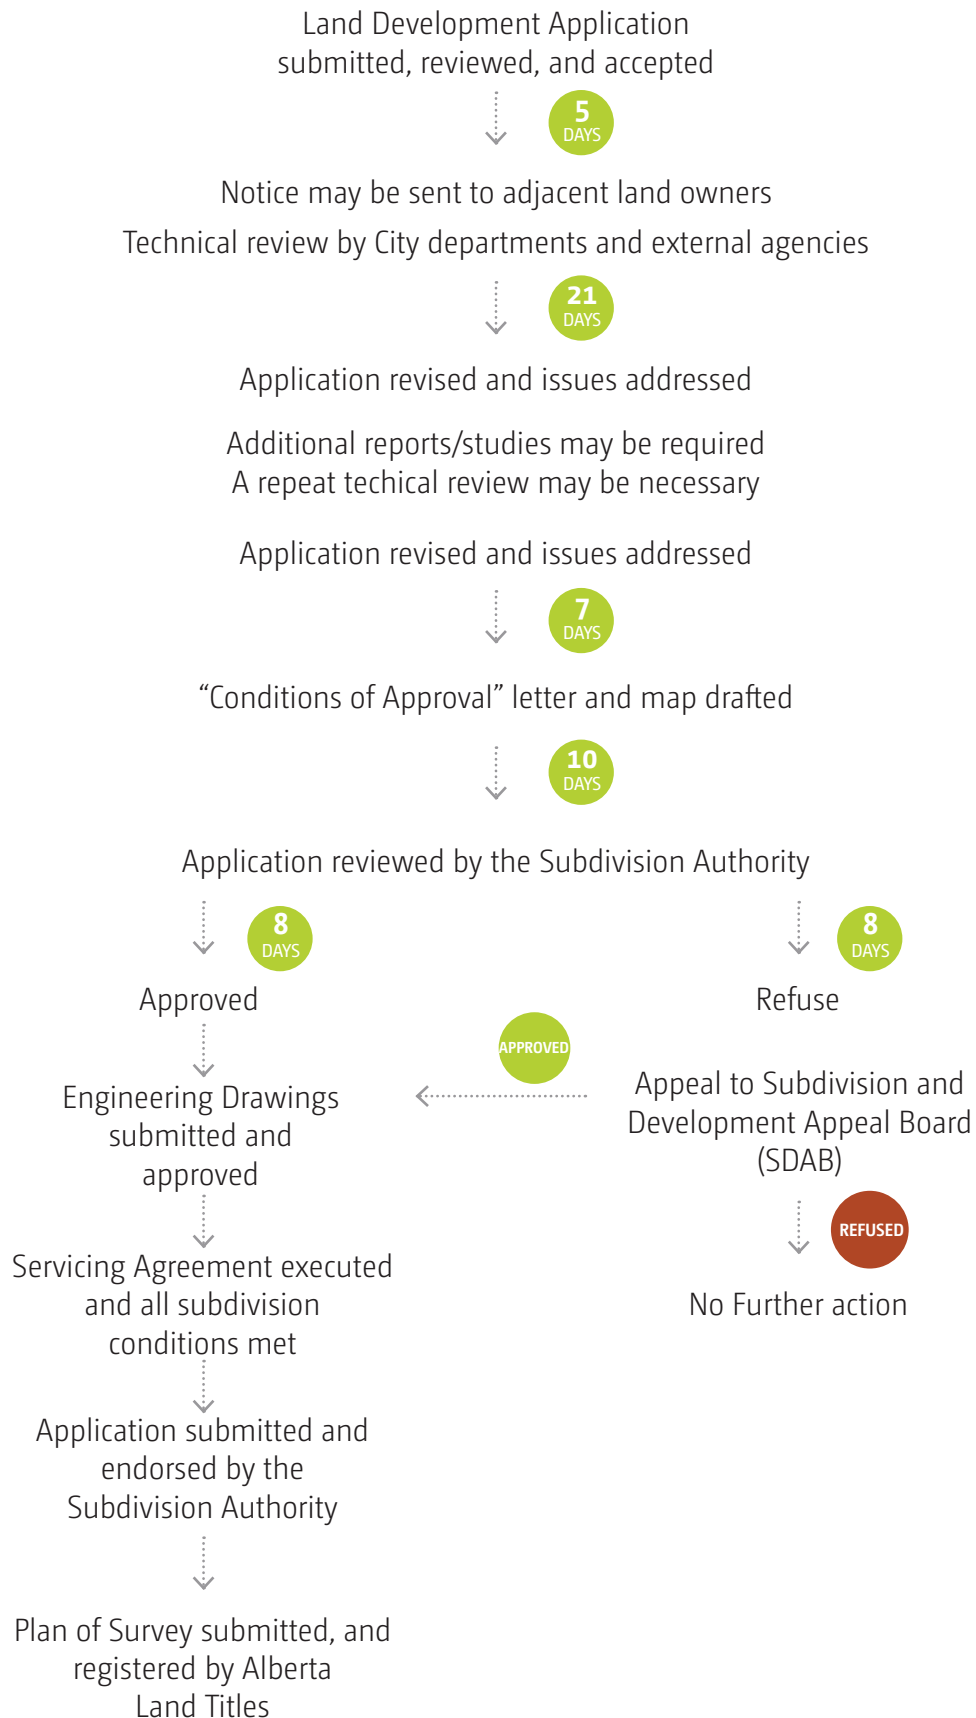 Land Development Application
submitted, reviewed, and accepted
5
DAYS
Notice may be sent to adjacent land owners
Technical review by City departments and external agencies
21
DAYS
Application revised and issues addressed
Additional reports/studies may be required
A repeat techical review may be necessary
Application revised and issues addressed
7
DAYS
“Conditions of Approval” letter and map drafted
10
DAYS
Application reviewed by the Subdivision Authority
8
DAYS
8
DAYS
Approved
Refuse
APPROVED
Engineering Drawings
submitted and
approved
Appeal to Subdivision and
Development Appeal Board
(SDAB)
REFUSED
Servicing Agreement executed
and all subdivision
conditions met
No Further action
Application submitted and
endorsed by the
Subdivision Authority
Plan of Survey submitted, and
registered by Alberta
Land Titles